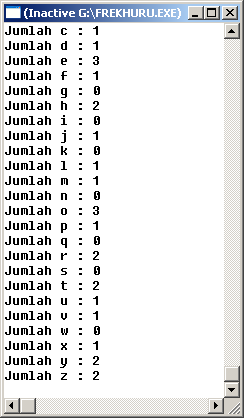 (Inactive G:\FREKHURU.EXE)
Jumlah c : 1
Jumlah d : 1
Jumlah e : 3
Jumlah f : 1
Jumlah g : 0
Jumlah h : 2
Jumlah i : 0
Jumlah j : 1
Jumlah k : 0
Jumlah l : 1
Jumlah m : 1
Jumlah n : 0
Jumlah o : 3
Jumlah p : 1
Jumlah q : 0
Jumlah r : 2
Jumlah s : 0
Jumlah t : 2
Jumlah u : 1
Jumlah v : 1
Jumlah w : 0
Jumlah x : 1
Jumlah y : 2
Jumlah z : 2